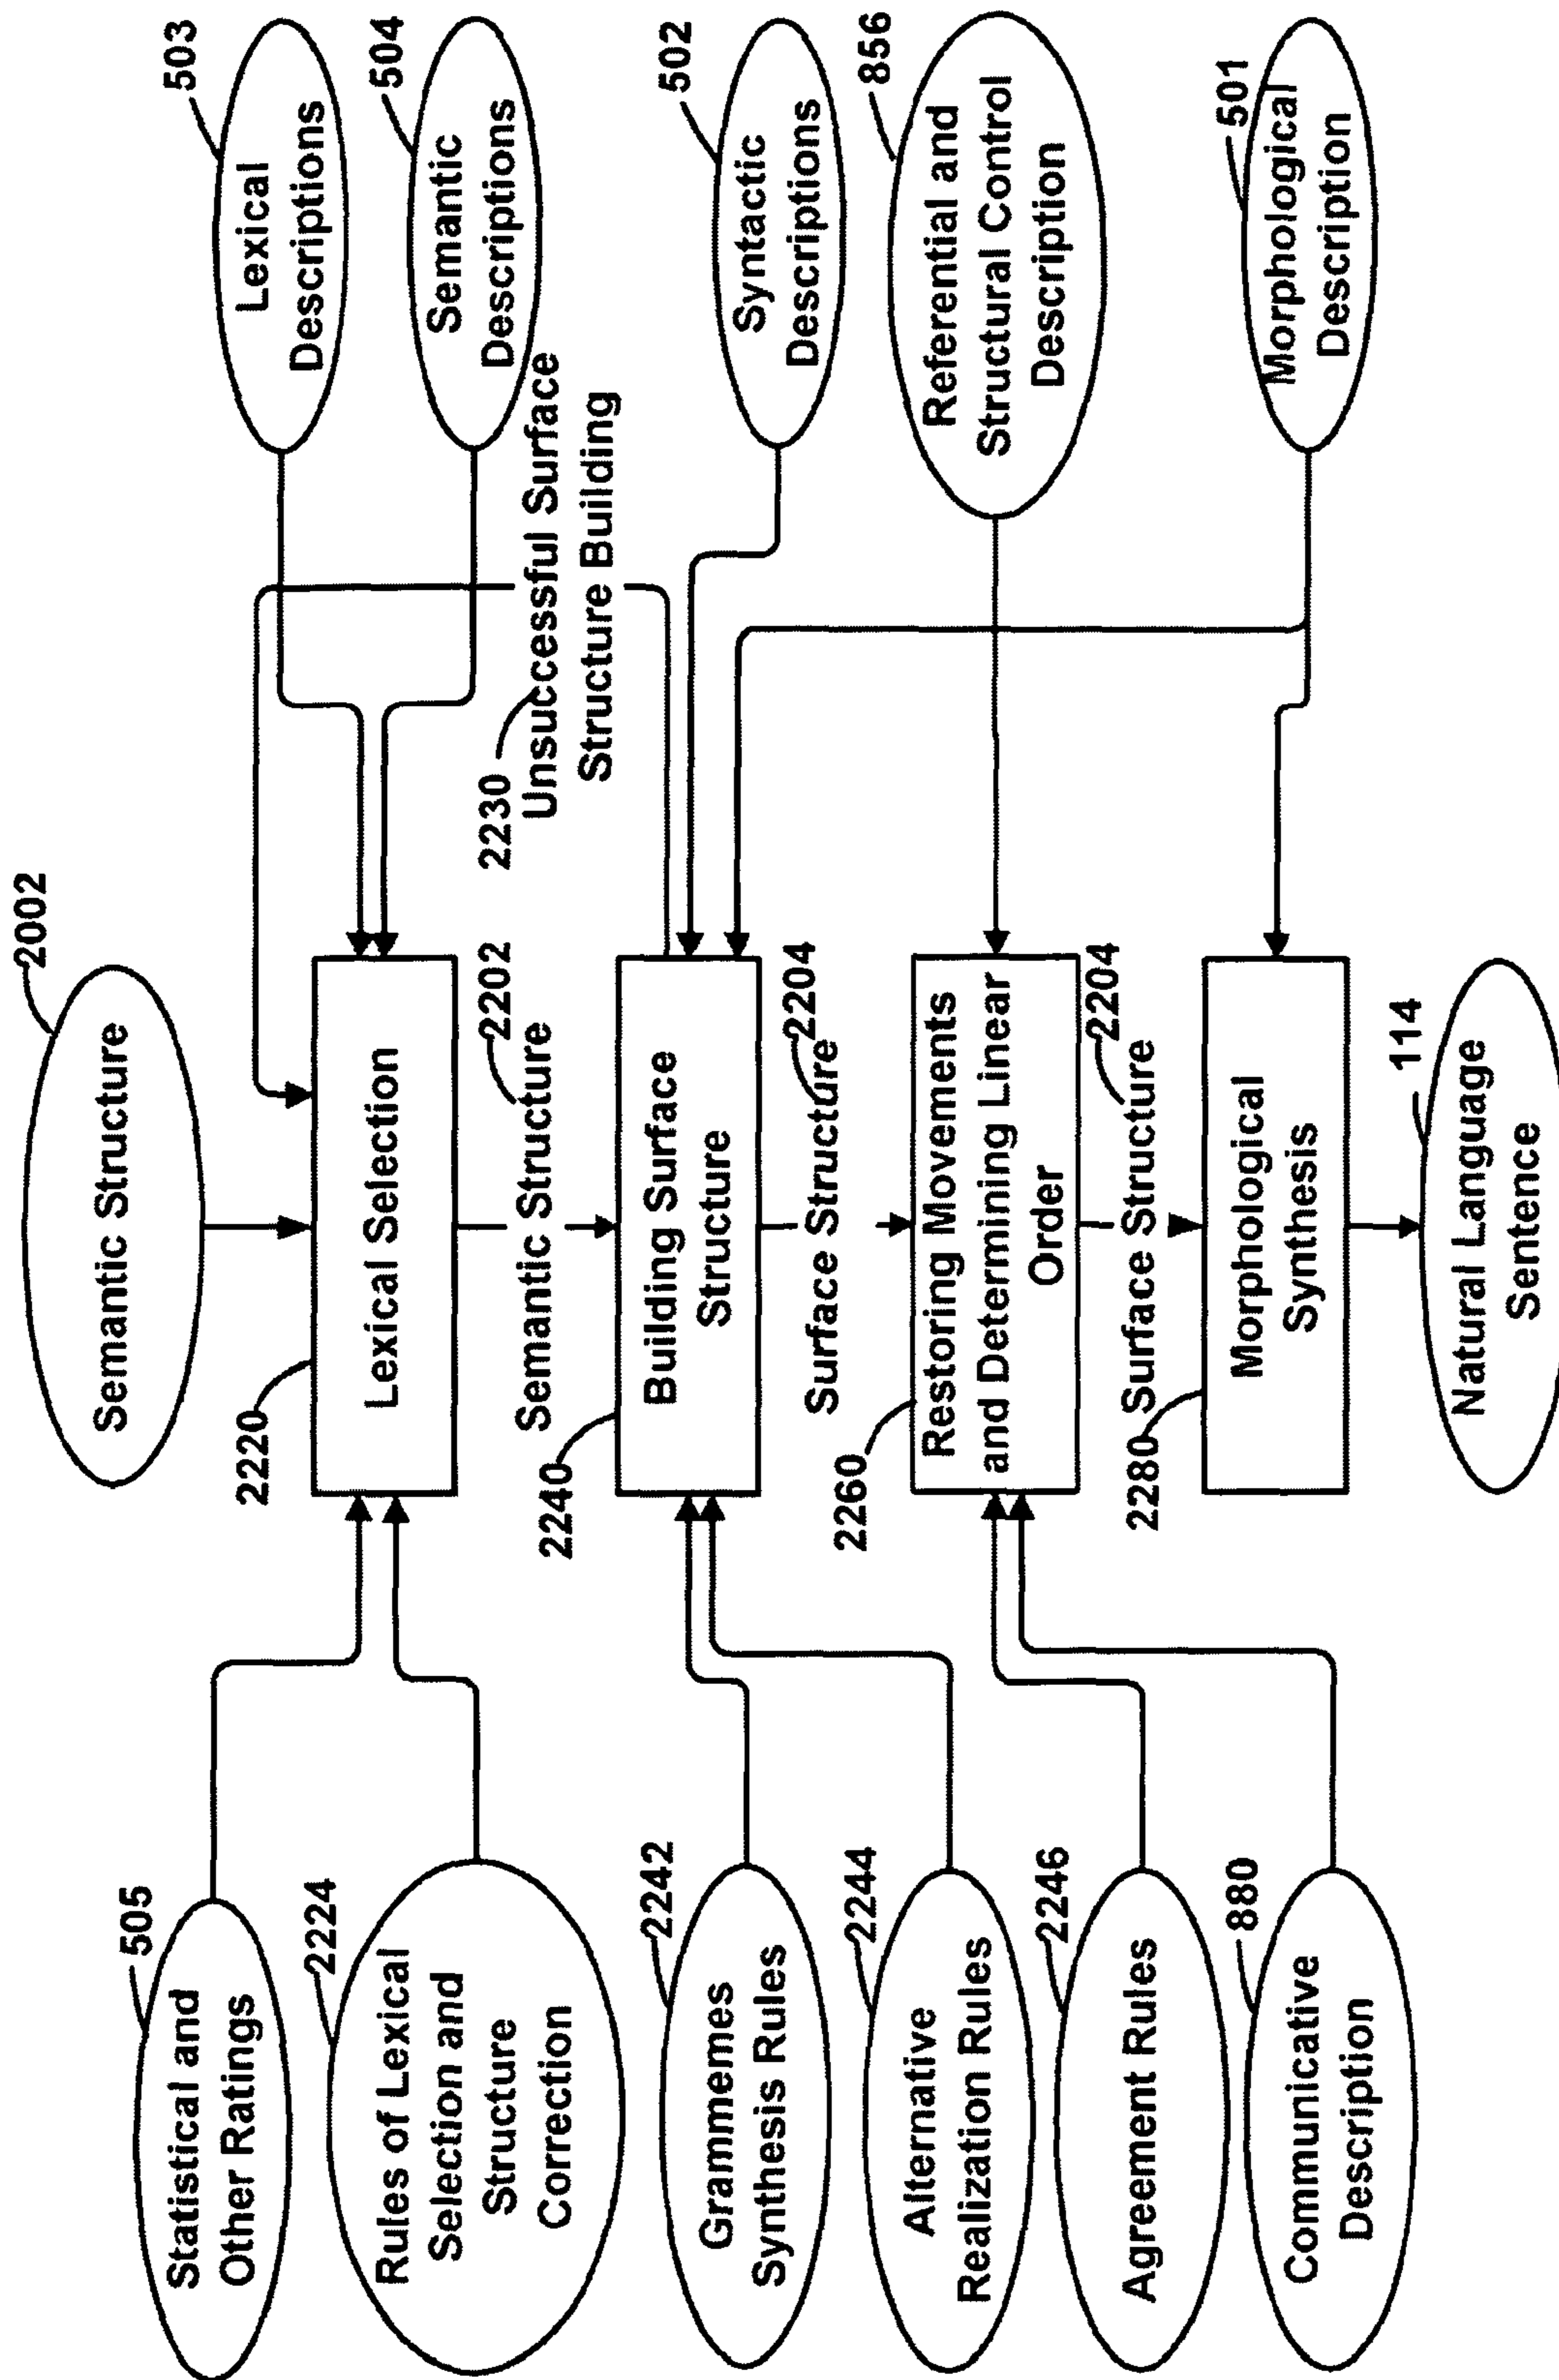 2002
Semantic Structure
505
Statistical and
Other Ratings
2224
Rules of Lexical
Selection and
Structure
Correction
2220
Lexical Selection
503
Lexical
Descriptions
504
Semantic
Descriptions
2202
Semantic Structure
2230
Unsuccessful Surface
Structure Building
2242
Grammemes
Synthesis Rules
2244
Alternative
Realization Rules
2240
Building Surface
Structure
502
Syntactic
Descriptions
2204
Surface Structure
2246
Agreement Rules
880
Communicative
Description
2260
Restoring Movements
and Determining Linear
Order
856
Referential and
Structural Control
Description
2204
Surface Structure
2280
Morphological
Synthesis
501
Morphological
Description
114
Natural Language
Sentence